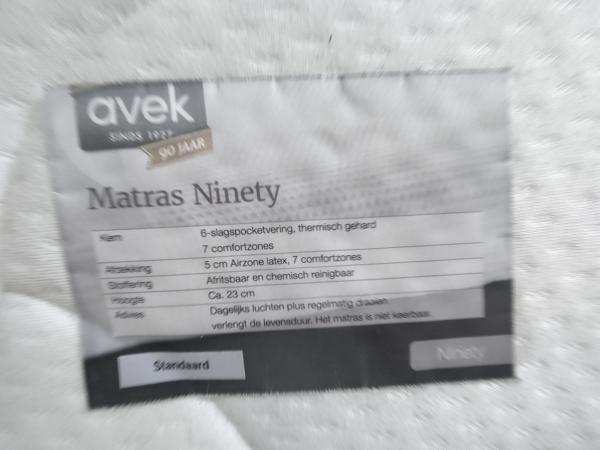 avek
SINDS 1927
90 JAAR
Matras Ninety
Kern 6-slagspocketvering, thermisch gehard
7 comfortzones
Afdekking 5 cm Airzone latex, 7 comfortzones
Stoffering Afritsbaar en chemisch reinigbaar
Hoogte Ca. 23 cm
Advies Dagelijks luchten plus regelmatig draaien
verlengt de levensduur. Het matras is niet keerbaar.
Standaard
Ninety